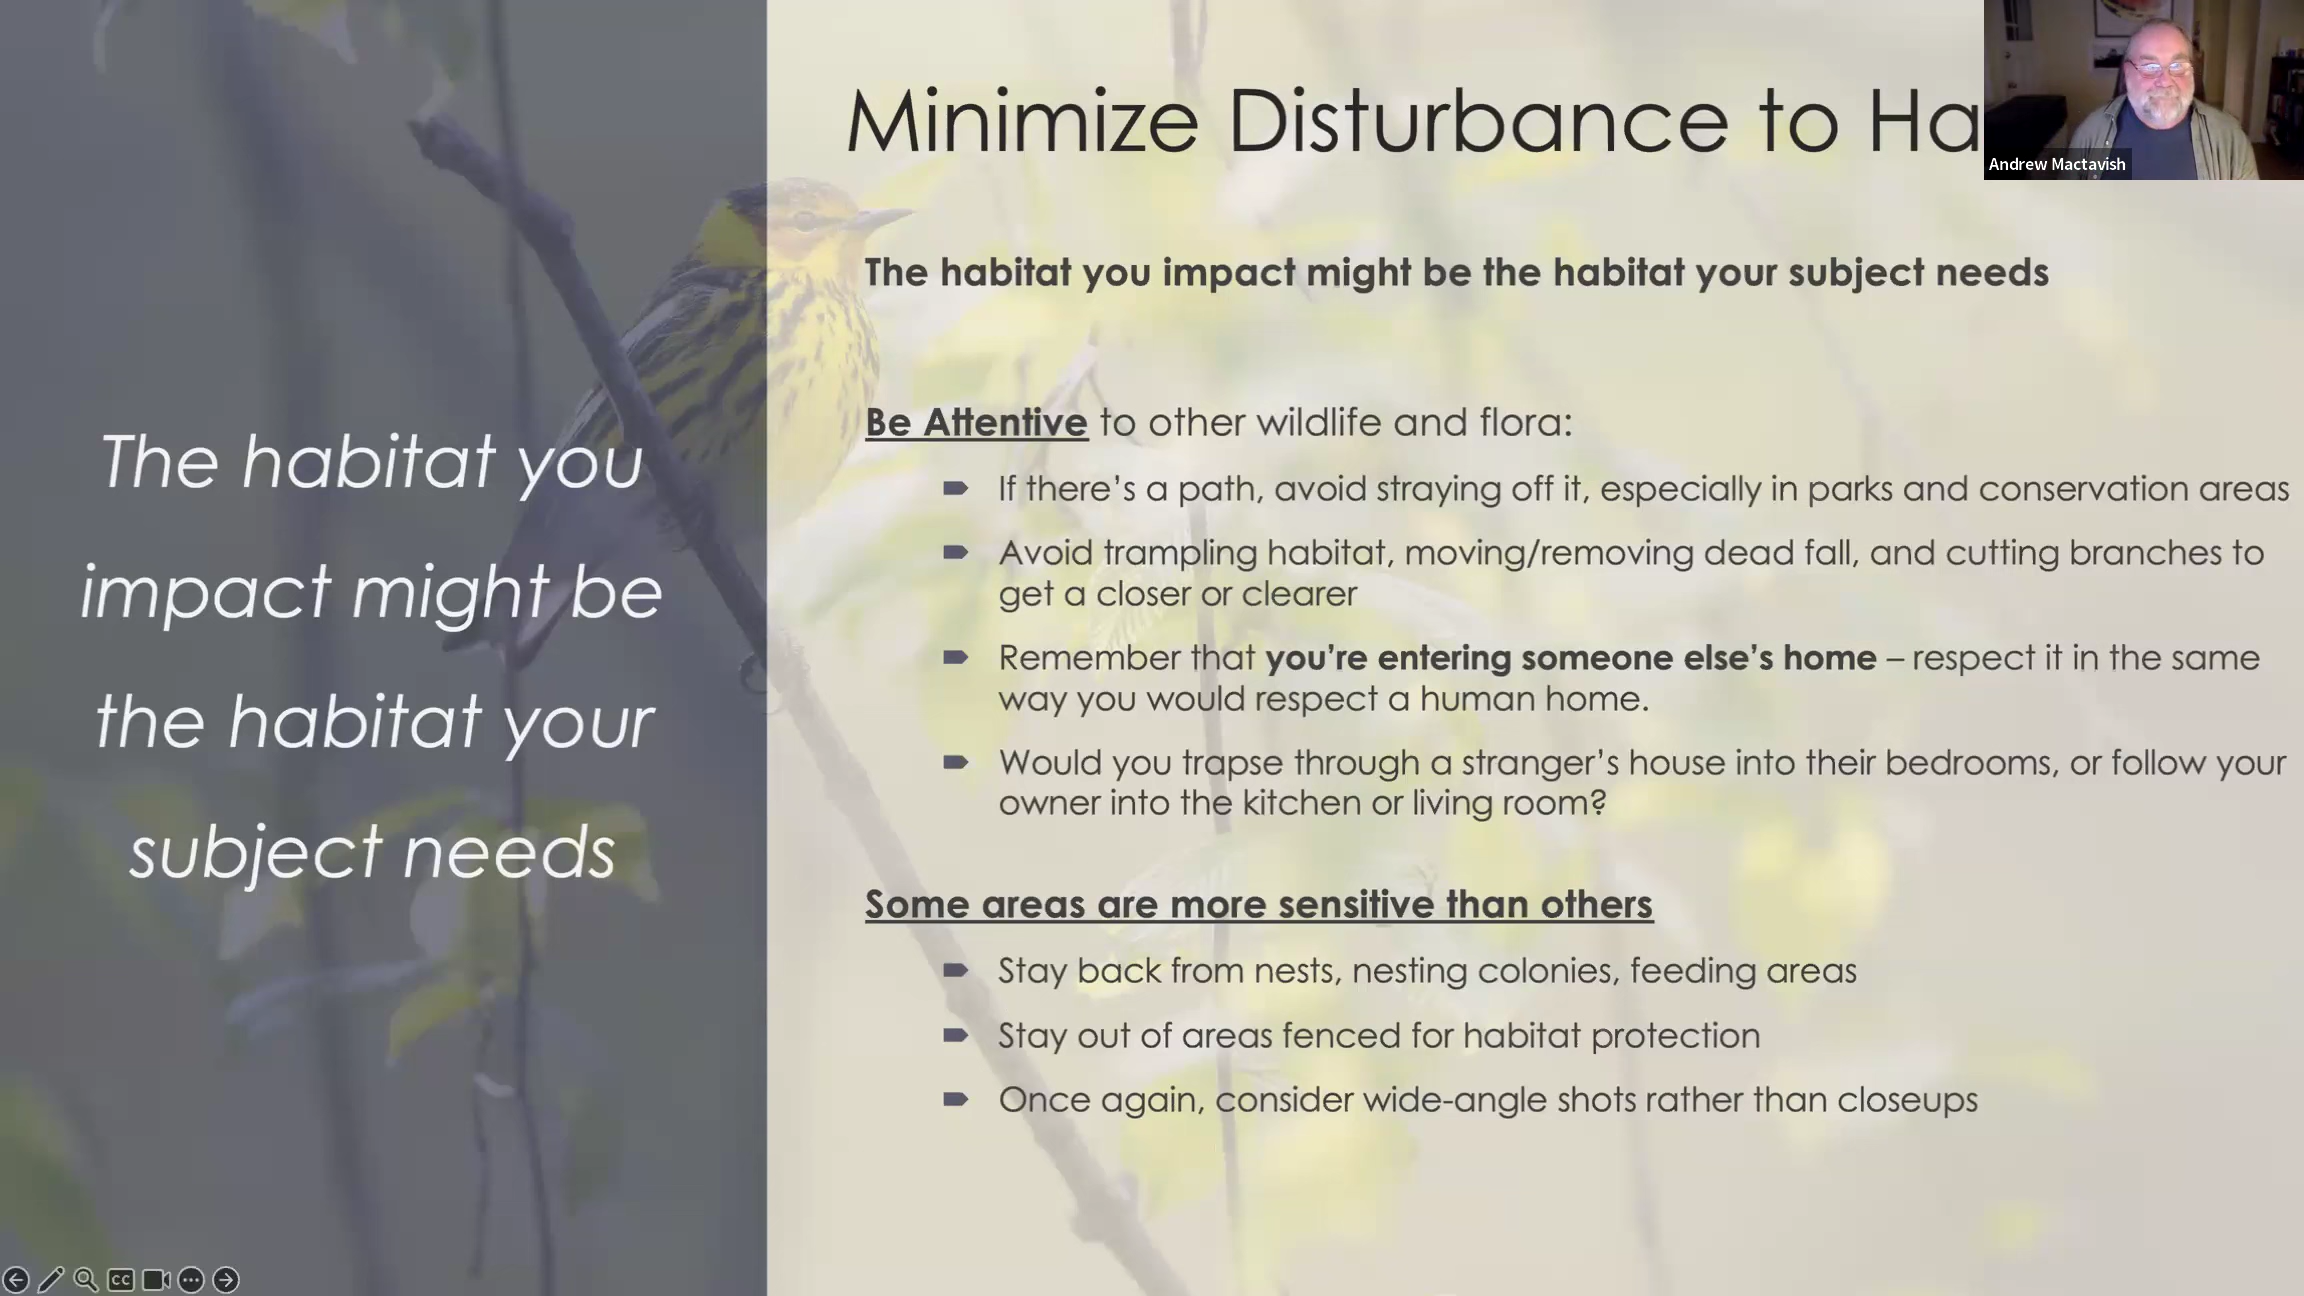 Minimize Disturbance to Ha
Andrew Mactavish
The habitat you impact might be the habitat your subject needs
The habitat you
impact might be
the habitat your
subject needs
Be Attentive to other wildlife and flora:
If there's a path, avoid straying off it, especially in parks and conservation areas
Avoid trampling habitat, moving/removing dead fall, and cutting branches to
get a closer or clearer
Remember that you're entering someone else's home – respect it in the same
way you would respect a human home.
Would you trapse through a stranger's house into their bedrooms, or follow your
owner into the kitchen or living room?
Some areas are more sensitive than others
Stay back from nests, nesting colonies, feeding areas
Stay out of areas fenced for habitat protection
Once again, consider wide-angle shots rather than closeups
CC